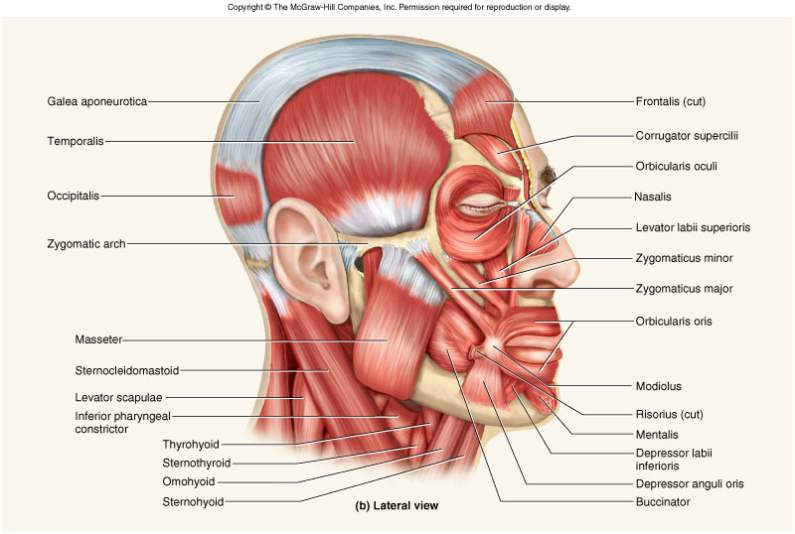 Copyright © The McGraw-Hill Companies, Inc. Permission required for reproduction or display.
Galea aponeurotica
Temporalis
Occipitalis
Zygomatic arch
Masseter
Sternocleidomastoid
Levator scapulae
Inferior pharyngeal
constrictor
Thyrohyoid
Sternothyroid
Omohyoid
Sternohyoid
Frontalis (cut)
Corrugator supercilii
Orbicularis oculi
Nasalis
Levator labii superioris
Zygomaticus minor
Zygomaticus major
Orbicularis oris
Modiolus
Risorius (cut)
Mentalis
Depressor labii
inferioris
Depressor anguli oris
Buccinator
(b) Lateral view